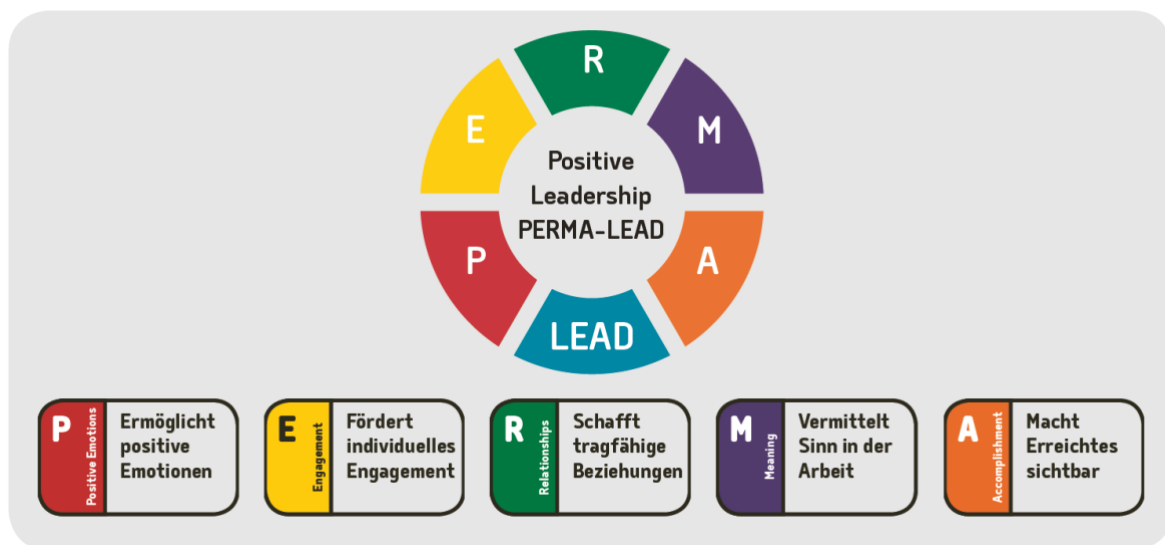 R
E
M
Positive
Leadership
PERMA-LEAD
P
A
LEAD
P
Positive Emotions
Ermöglicht
positive
Emotionen
E
Engagement
Fördert
individuelles
Engagement
R
Relationships
Schafft
tragfähige
Beziehungen
M
Meaning
Vermittelt
Sinn in der
Arbeit
A
Accomplishment
Macht
Erreichtes
sichtbar